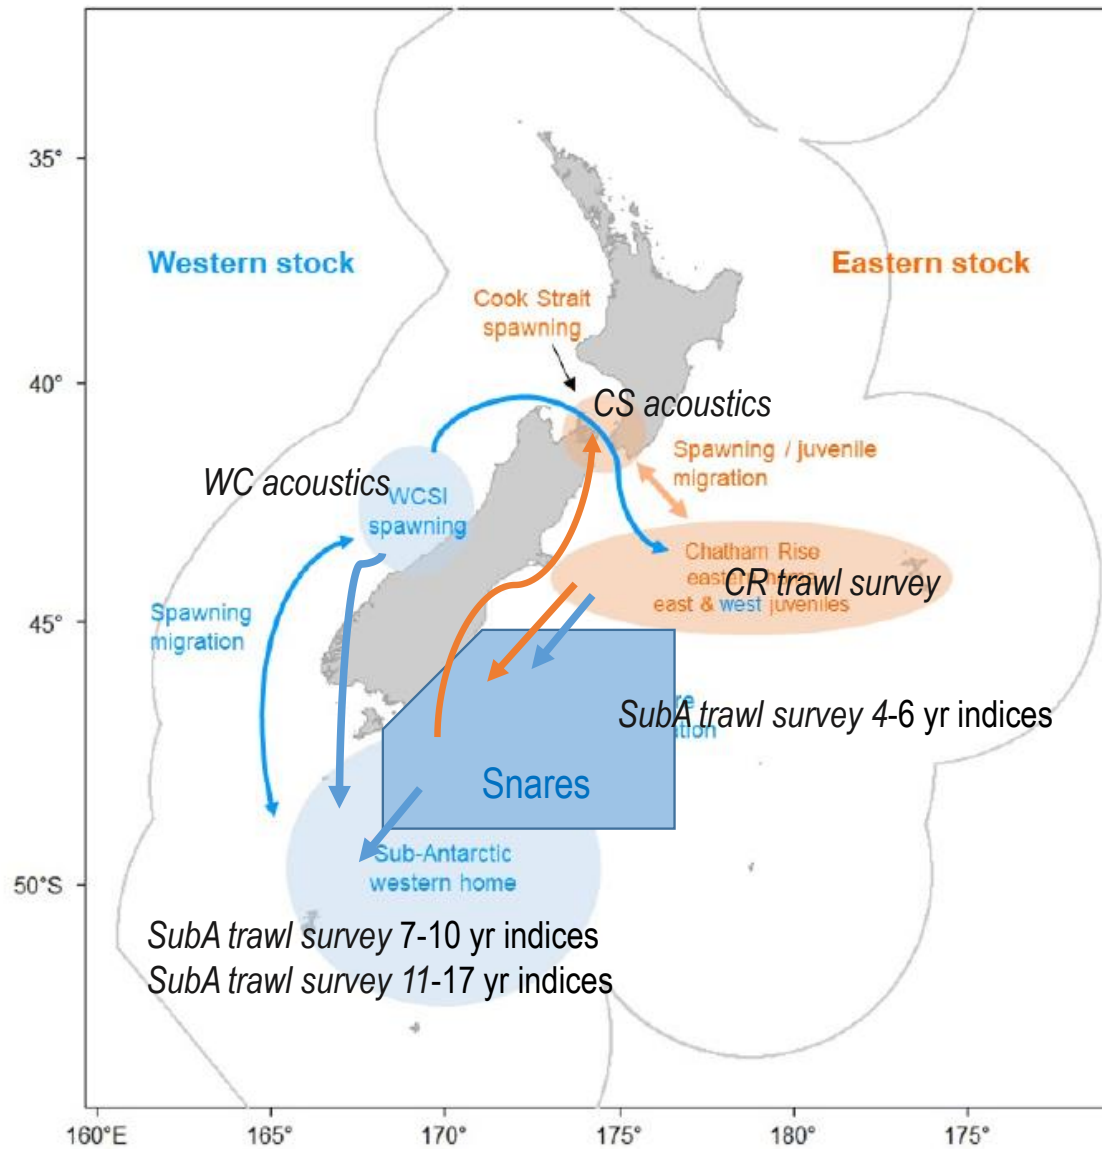 35°
Western stock
Eastern stock
Cook Strait
spawning
40°
CS acoustics
Spawning / juvenile
migration
WC acoustics
WCSI
spawning
Chatham Rise
CR trawl survey
east & west juveniles
Spawning
migration
45°
SubA trawl survey 4-6 yr indices
Snares
Sub-Antarctic
western home
50°S
SubA trawl survey 7-10 yr indices
SubA trawl survey 11-17 yr indices
160°E
165°
170°
175°
180°
175°